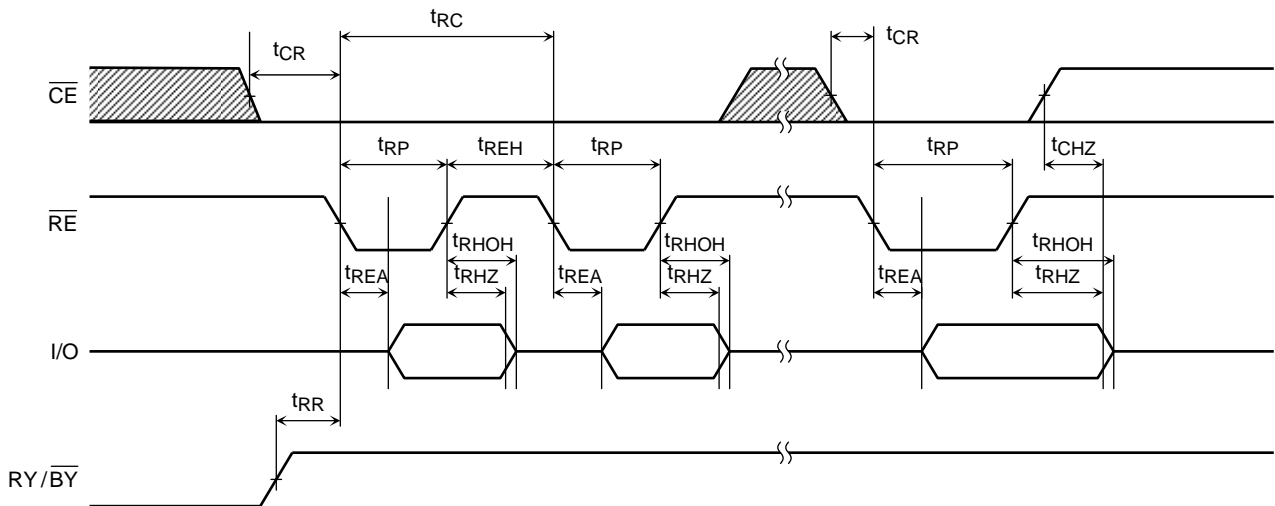 tRC
tCR
tCR
CE
tRP
tREH
tRP
tRP
tCHZ
RE
tRHOH
tRHOH
tRHOH
tREA
tRHZ
tREA
tRHZ
tREA
tRHZ
I/O
tRR
RY/BY